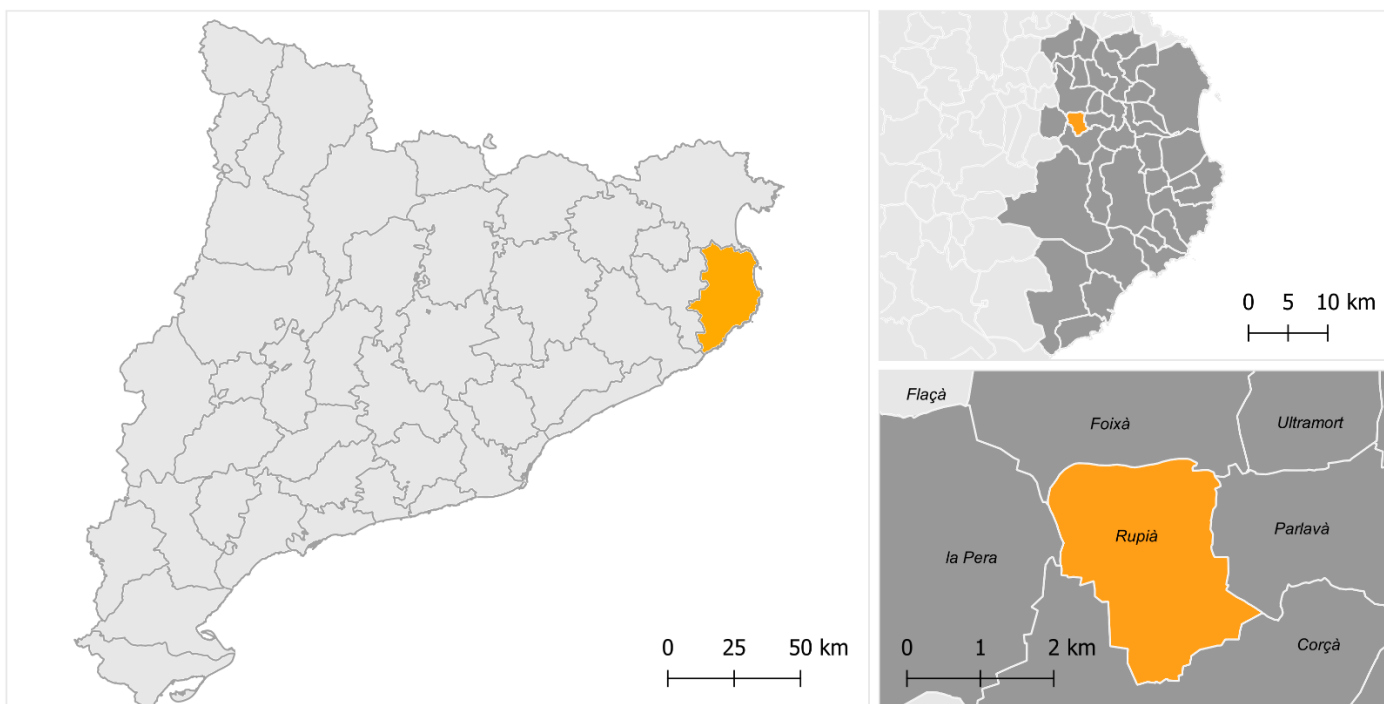 0 25 50 km
0 5 10 km
Flaçà
Foixà
Ultramort
Rupià
Parlavà
la Pera
Corçà
0 1 2 km